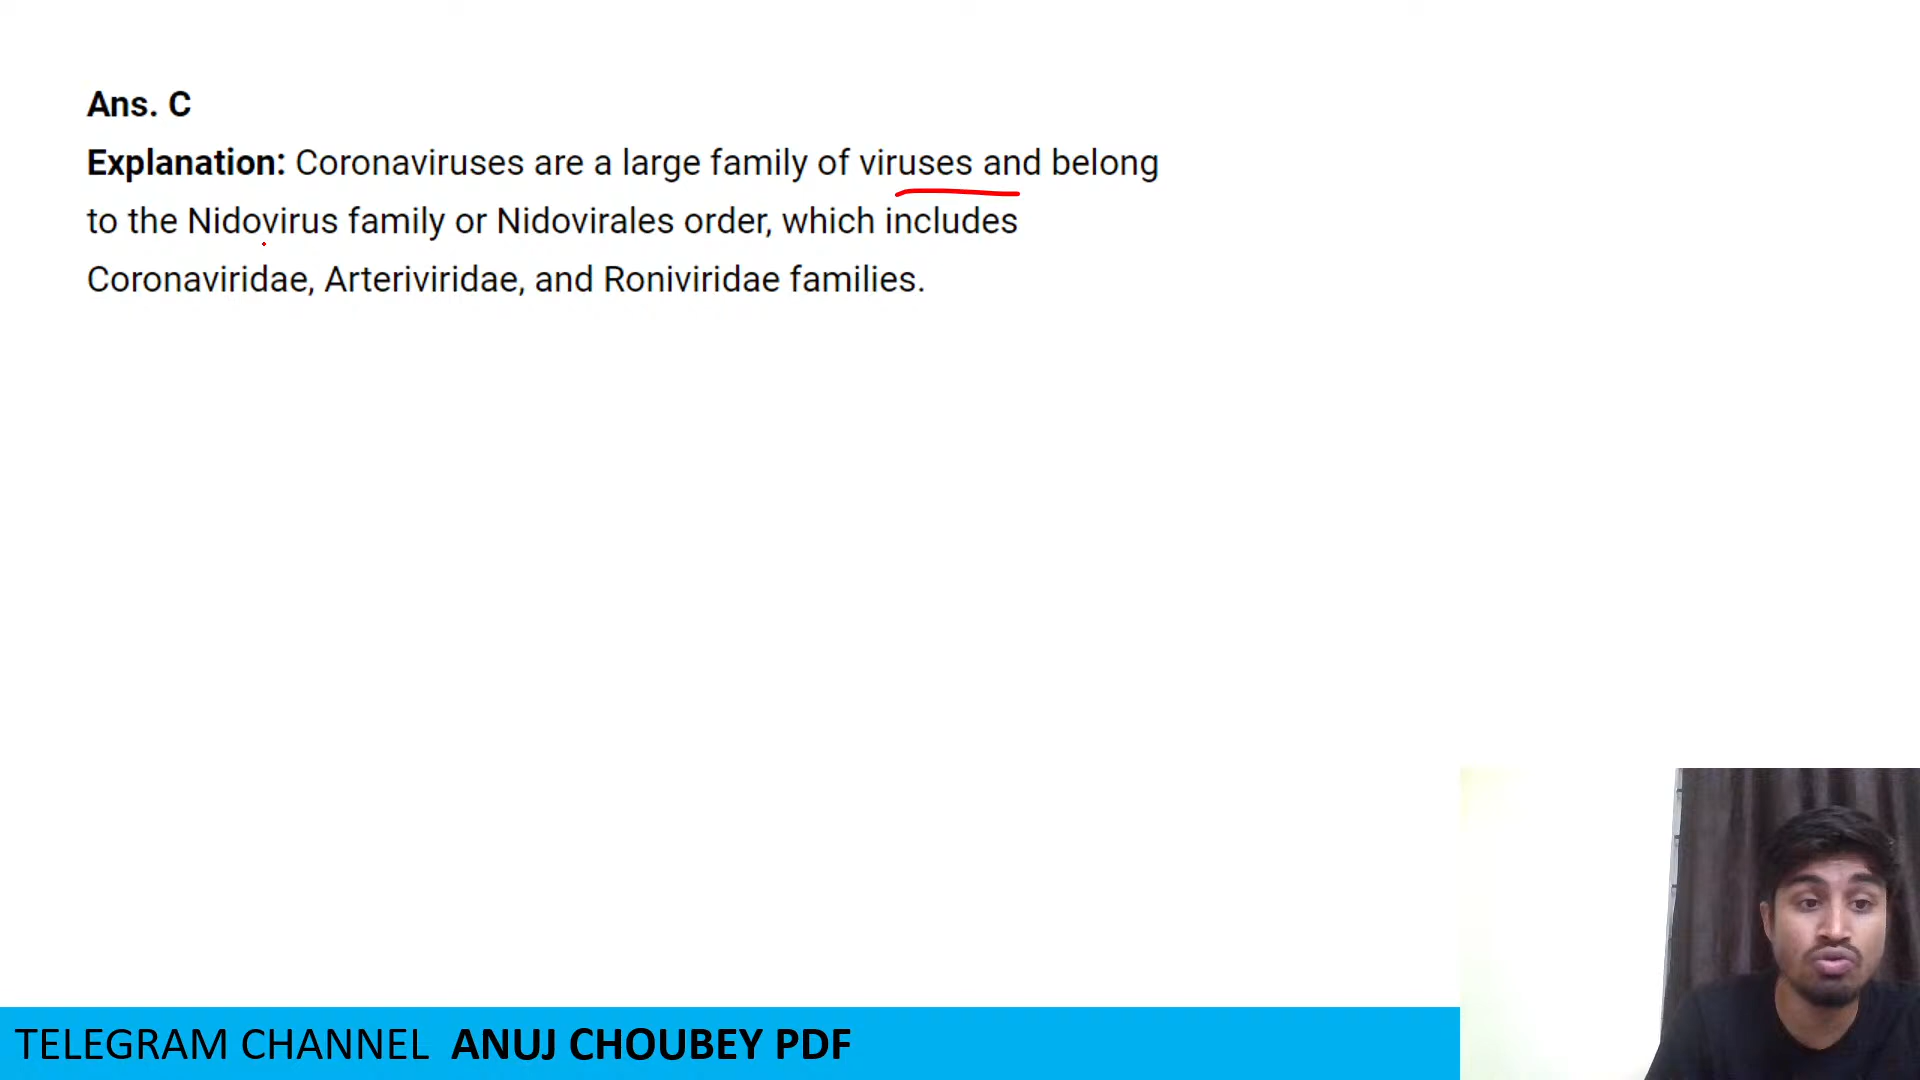 Ans. C
Explanation: Coronaviruses are a large family of viruses and belong
to the Nidovirus family or Nidovirales order, which includes
Coronaviridae, Arteriviridae, and Roniviridae families.
TELEGRAM CHANNEL ANUJ CHOUBEY PDF